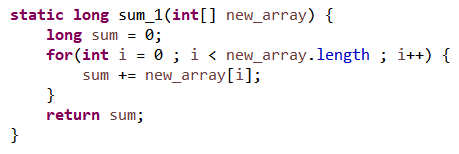 static long sum_1(int[] new_array) {
    long sum = 0;
    for(int i = 0 ; i < new_array.length ; i++) {
        sum += new_array[i];
    }
    return sum;
}